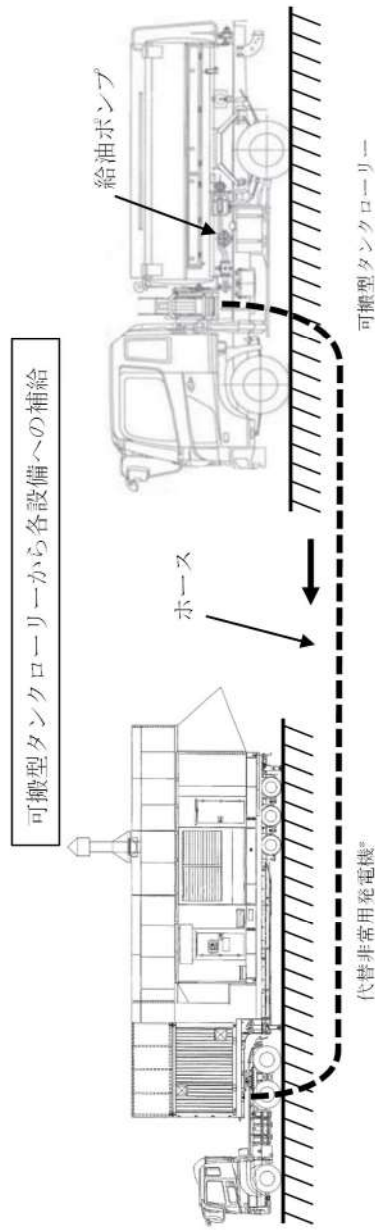 可搬型タンクローリーから各設備への補給
給油ポンプ
ホース
代替非常用発電機※
可搬型タンクローリー